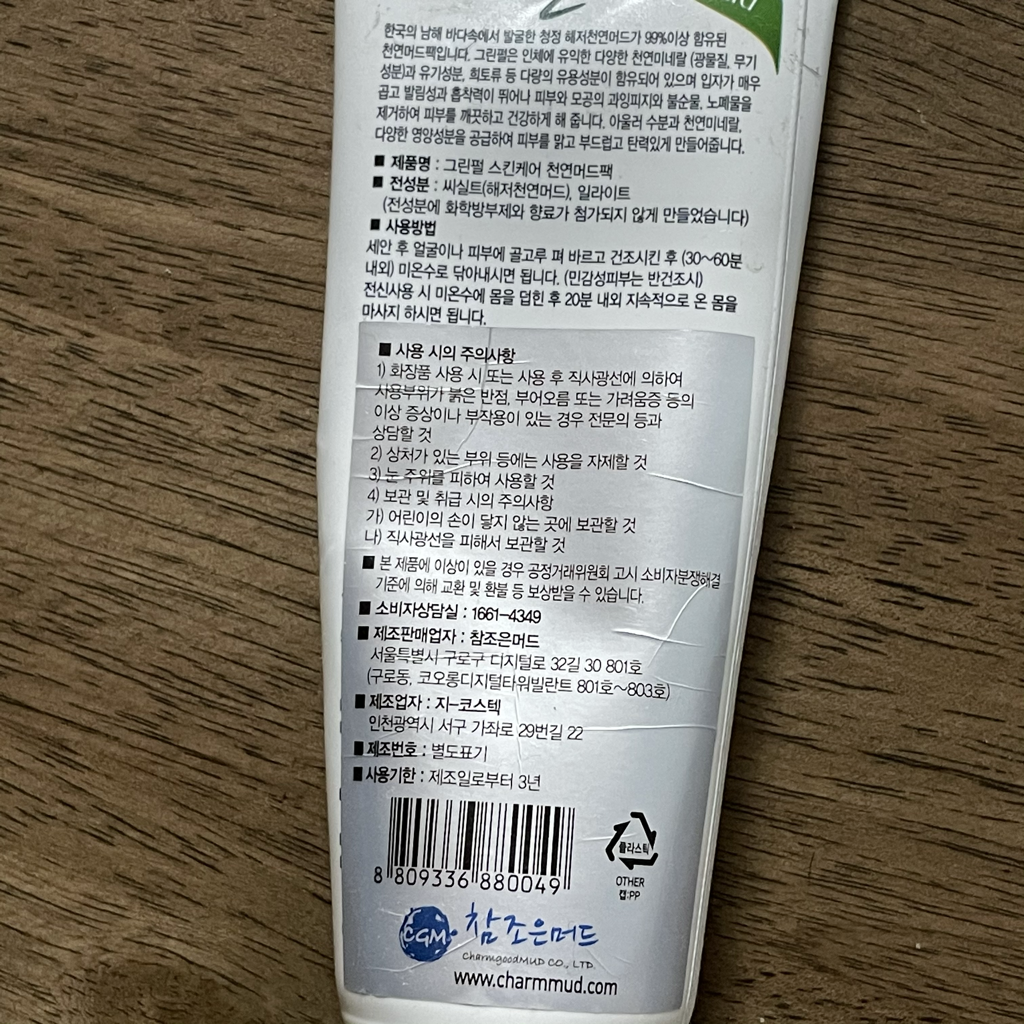 한국의 남해 바다속에서 발굴한 청정 해저천연머드가 99%이상 함유된
천연머드팩입니다. 그린펄은 인체에 유익한 다양한 천연미네랄 (광물질, 무기
성분)과 유기성분, 희토류 등 다량의 유용성분이 함유되어 있으며 입자가 매우
곱고 발림성과 흡착력이 뛰어나 피부와 모공의 과잉피지와 불순물, 노폐물을
제거하여 피부를 깨끗하고 건강하게 해 줍니다. 아울러 수분과 천연미네랄,
다양한 영양성분을 공급하여 피부를 맑고 부드럽고 탄력있게 만들어줍니다.
■ 제품명 : 그린펄 스킨케어 천연머드팩
■ 전성분 : 씨실트(해저천연머드), 일라이트
(전성분에 화학방부제와 향료가 첨가되지 않게 만들었습니다)
■ 사용방법
세안 후 얼굴이나 피부에 골고루 펴 바르고 건조시킨 후 (30~60분
내외) 미온수로 닦아내시면 됩니다. (민감성피부는 반건조시)
전신사용 시 미온수에 몸을 덥힌 후 20분 내외 지속적으로 온 몸을
마사지 하시면 됩니다.
■ 사용 시의 주의사항
1) 화장품 사용 시 또는 사용 후 직사광선에 의하여
사용부위가 붉은 반점, 부어오름 또는 가려움증 등의
이상 증상이나 부작용이 있는 경우 전문의 등과
상담할 것
2) 상처가 있는 부위 등에는 사용을 자제할 것
3) 눈 주위를 피하여 사용할 것
4) 보관 및 취급 시의 주의사항
가) 어린이의 손이 닿지 않는 곳에 보관할 것
나) 직사광선을 피해서 보관할 것
■ 본 제품에 이상이 있을 경우 공정거래위원회 고시 소비자분쟁해결
기준에 의해 교환 및 환불 등 보상받을 수 있습니다.
■ 소비자상담실 : 1661-4349
■ 제조판매업자 : 참조은머드
서울특별시 구로구 디지털로 32길 30 801호
(구로동, 코오롱디지털타워빌란트 801호~803호)
■ 제조업자 : 지-코스텍
인천광역시 서구 가좌로 29번길 22
■ 제조번호 : 별도표기
■ 사용기한 : 제조일로부터 3년
8 809336 880049
플라스틱
OTHER
캡:PP
CGM 참조은머드
CharmgoodMUD CO., LTD.
www.charmmud.com